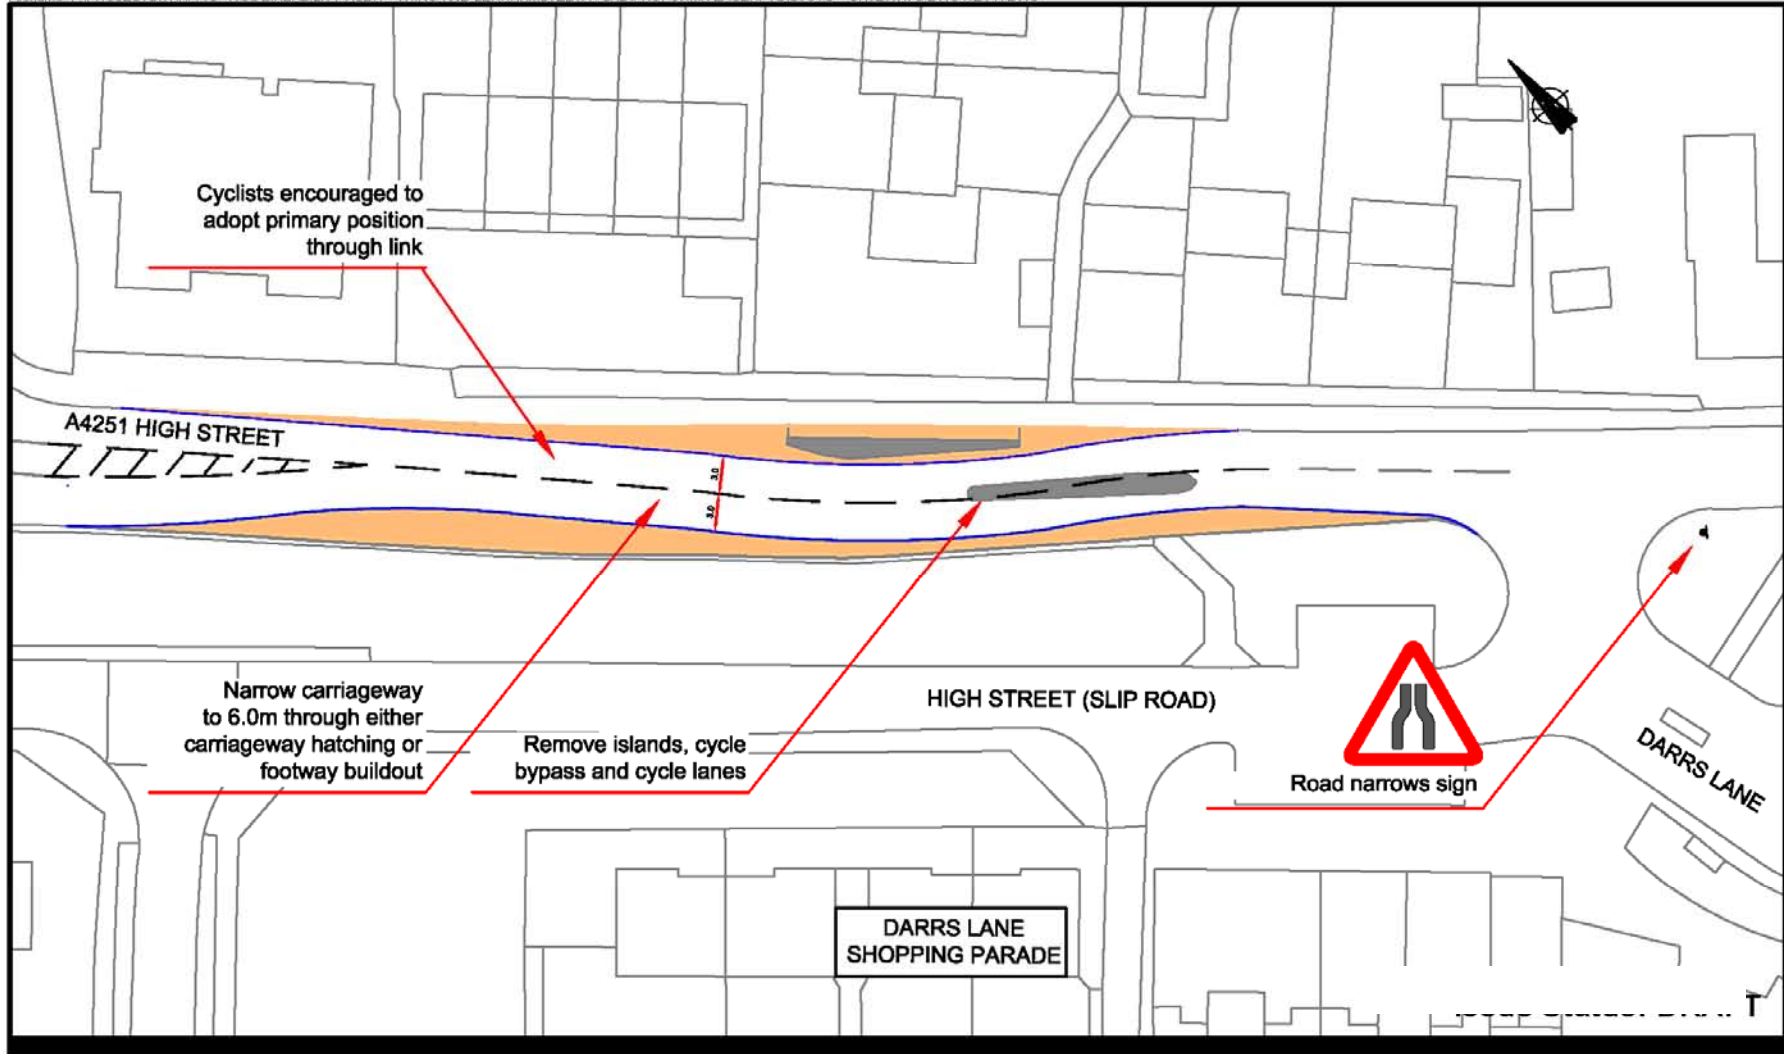 Cyclists encouraged to
adopt primary position
through link
A4251 HIGH STREET
3.0
3.0
Narrow carriageway
to 6.0m through either
carriageway hatching or
footway buildout
Remove islands, cycle
bypass and cycle lanes
HIGH STREET (SLIP ROAD)
Road narrows sign
DARRS LANE
DARRS LANE
SHOPPING PARADE